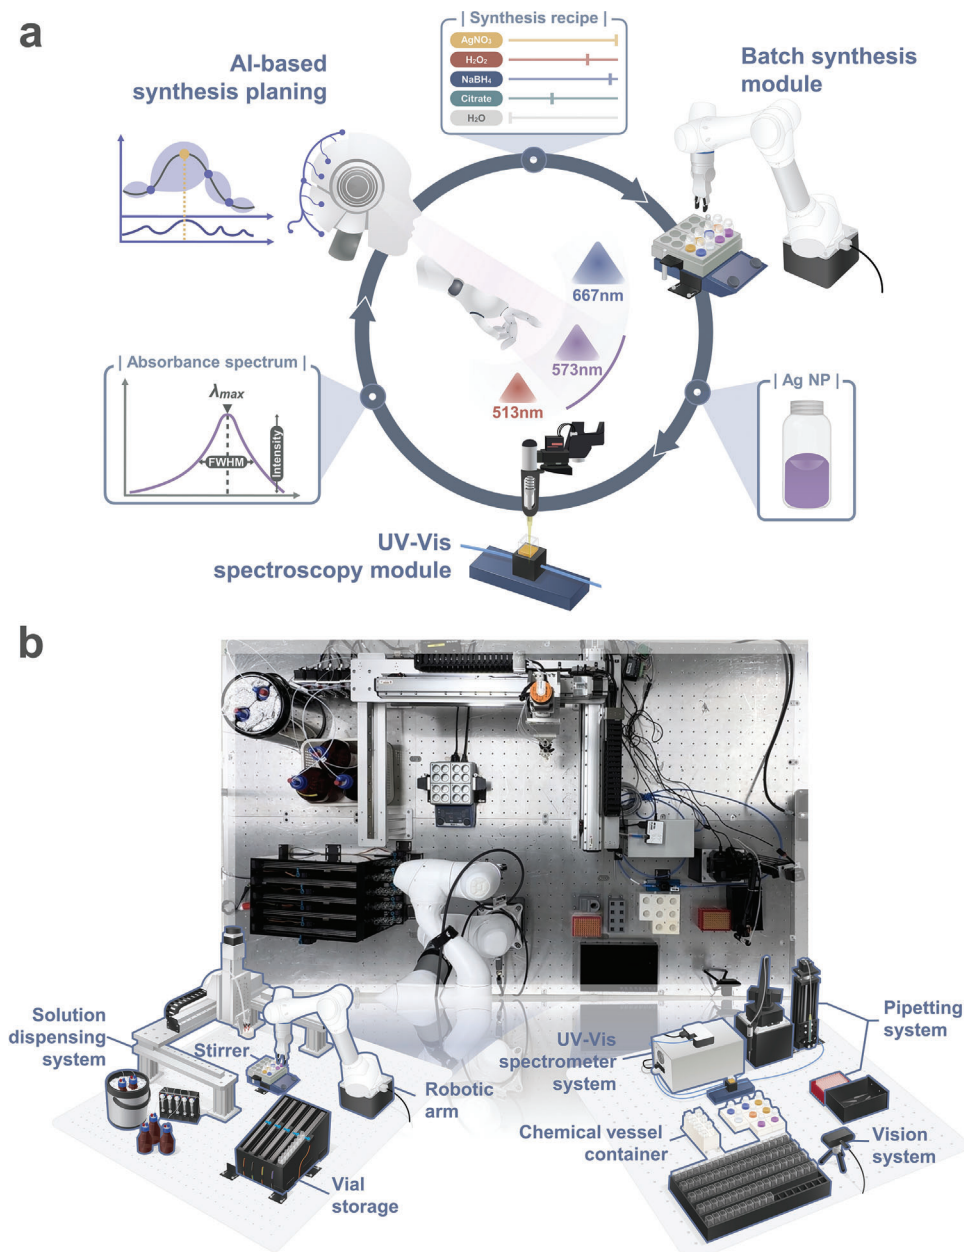 a
| Synthesis recipe |
AgNO₃
H₂O₂
NaBH₄
Citrate
H₂O
AI-based
synthesis planing
Batch synthesis
module
667nm
573nm
513nm
| Absorbance spectrum |
λmax
FWHM
Intensity
| Ag NP |
UV-Vis
spectroscopy module
b
Solution
dispensing
system
Stirrer
Robotic
arm
Vial
storage
UV-Vis
spectrometer
system
Pipetting
system
Chemical vessel
container
Vision
system